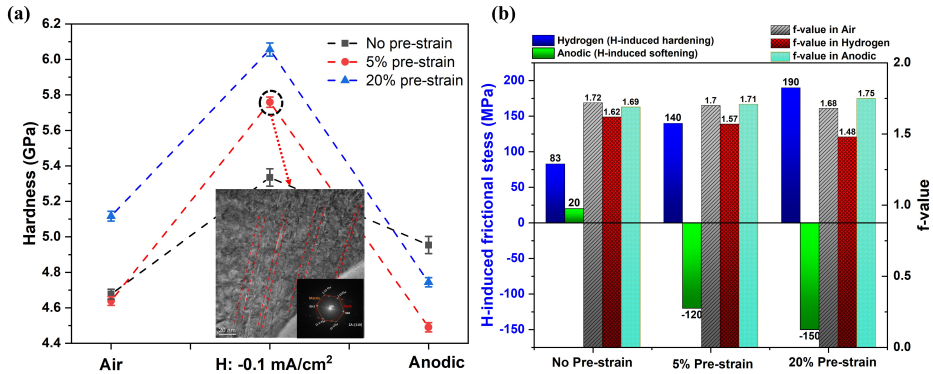 (a)
Hardness (GPa)
6.2
6.0
5.8
5.6
5.4
5.2
5.0
4.8
4.6
4.4
No pre-strain
5% pre-strain
20% pre-strain
20 nm
Air
H: -0.1 mA/cm²
Anodic
(b)
Hydrogen (H-induced hardening)
Anodic (H-induced softening)
f-value in Air
f-value in Hydrogen
f-value in Anodic
H-induced frictional stess (MPa)
200
150
100
50
0
-50
-100
-150
83
20
1.72
1.62
1.69
140
-120
1.7
1.57
1.71
190
-150
1.68
1.48
1.75
2.0
1.5
1.0
0.5
0.0
f-value
No Pre-strain
5% Pre-strain
20% Pre-strain